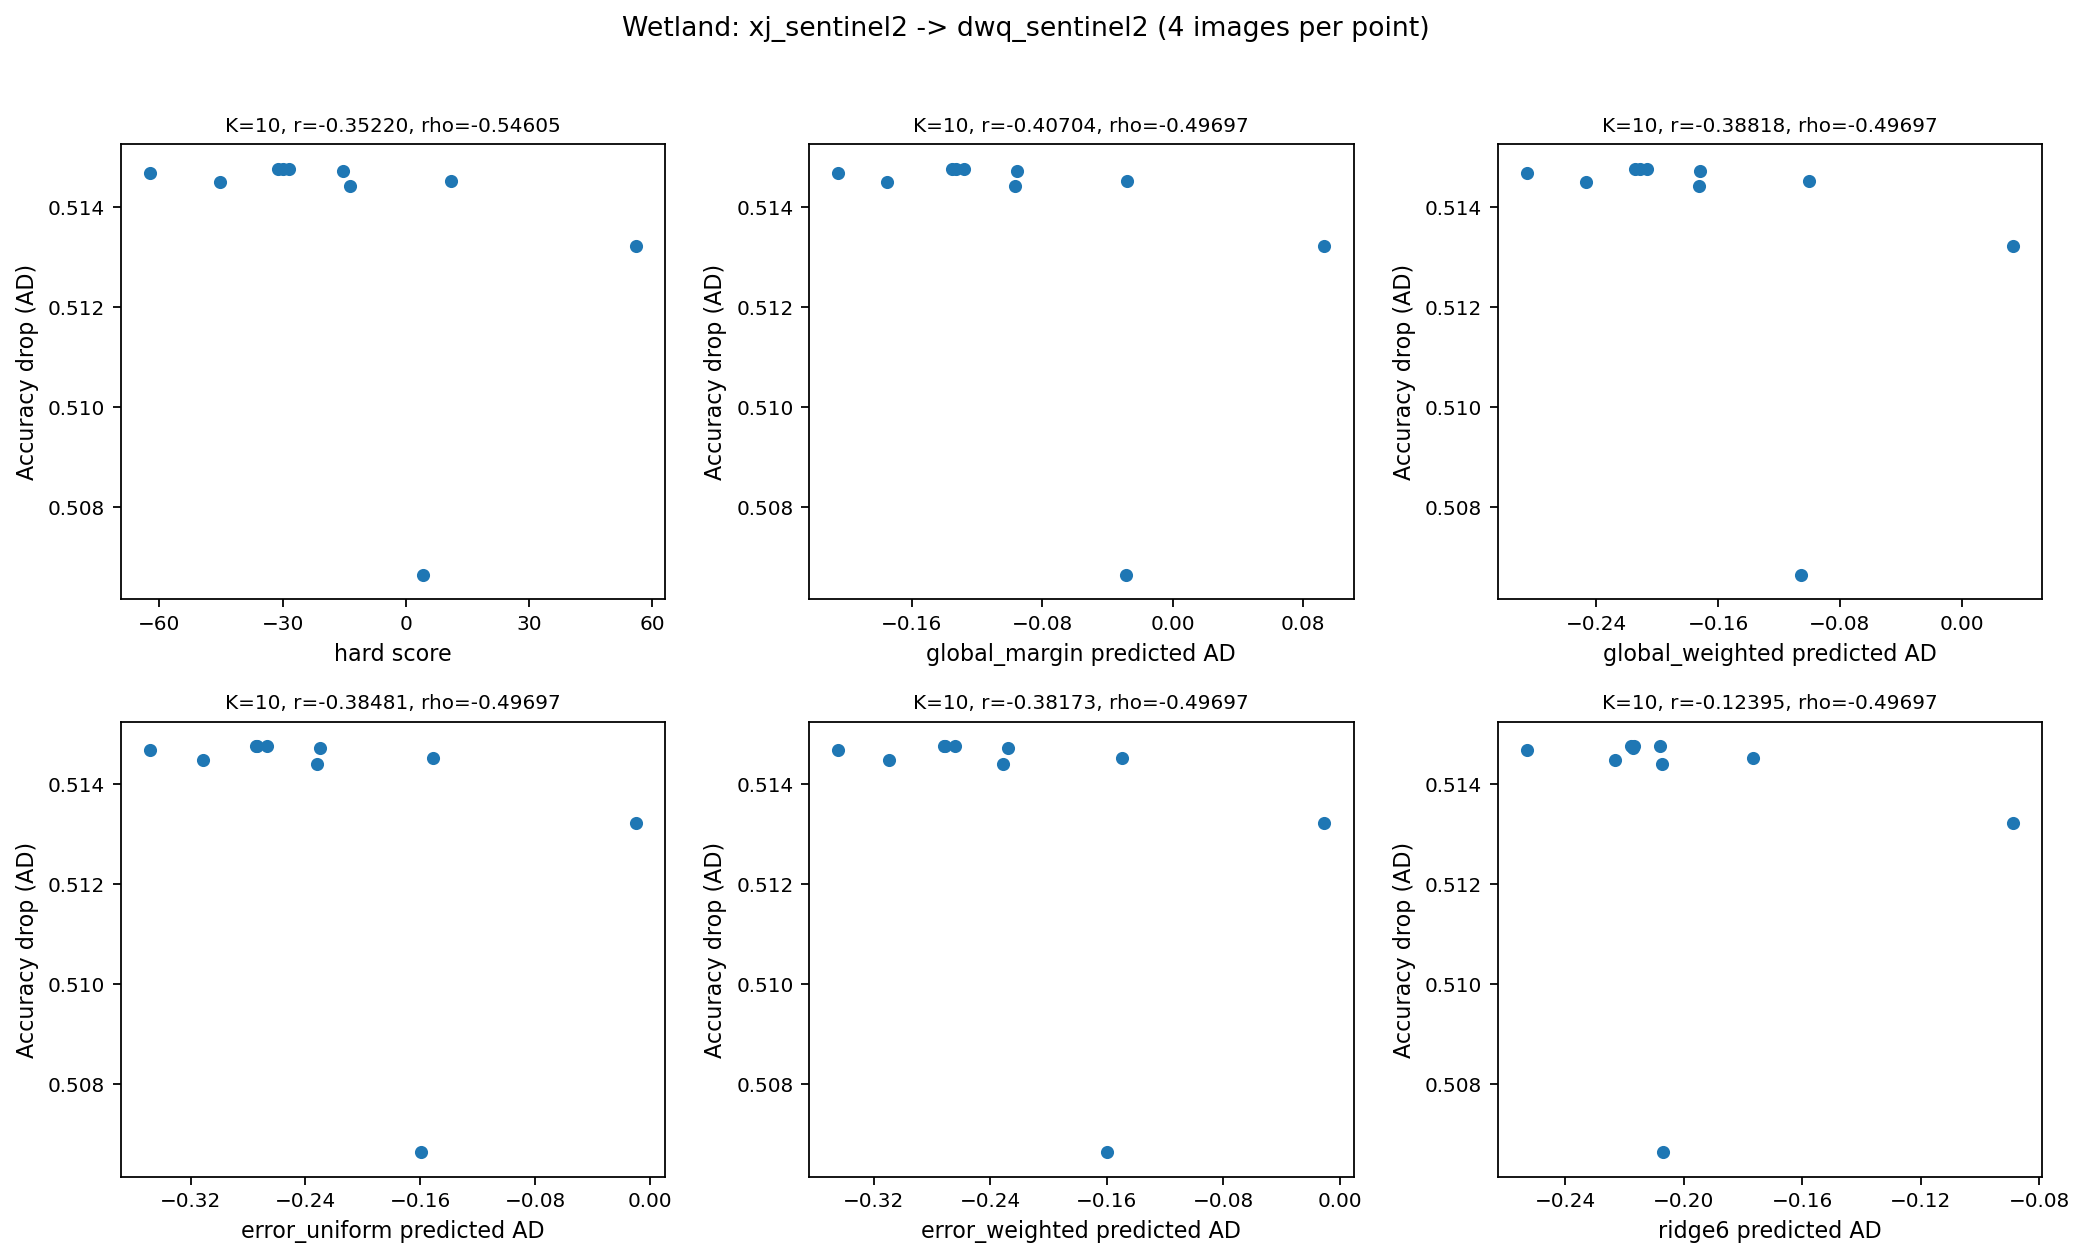 Wetland: xj_sentinel2 -> dwq_sentinel2 (4 images per point)
K=10, r=-0.35220, rho=-0.54605
Accuracy drop (AD)
0.514
0.512
0.510
0.508
−60 −30 0 30 60
hard score
K=10, r=-0.40704, rho=-0.49697
Accuracy drop (AD)
0.514
0.512
0.510
0.508
−0.16 −0.08 0.00 0.08
global_margin predicted AD
K=10, r=-0.38818, rho=-0.49697
Accuracy drop (AD)
0.514
0.512
0.510
0.508
−0.24 −0.16 −0.08 0.00
global_weighted predicted AD
K=10, r=-0.38481, rho=-0.49697
Accuracy drop (AD)
0.514
0.512
0.510
0.508
−0.32 −0.24 −0.16 −0.08 0.00
error_uniform predicted AD
K=10, r=-0.38173, rho=-0.49697
Accuracy drop (AD)
0.514
0.512
0.510
0.508
−0.32 −0.24 −0.16 −0.08 0.00
error_weighted predicted AD
K=10, r=-0.12395, rho=-0.49697
Accuracy drop (AD)
0.514
0.512
0.510
0.508
−0.24 −0.20 −0.16 −0.12 −0.08
ridge6 predicted AD